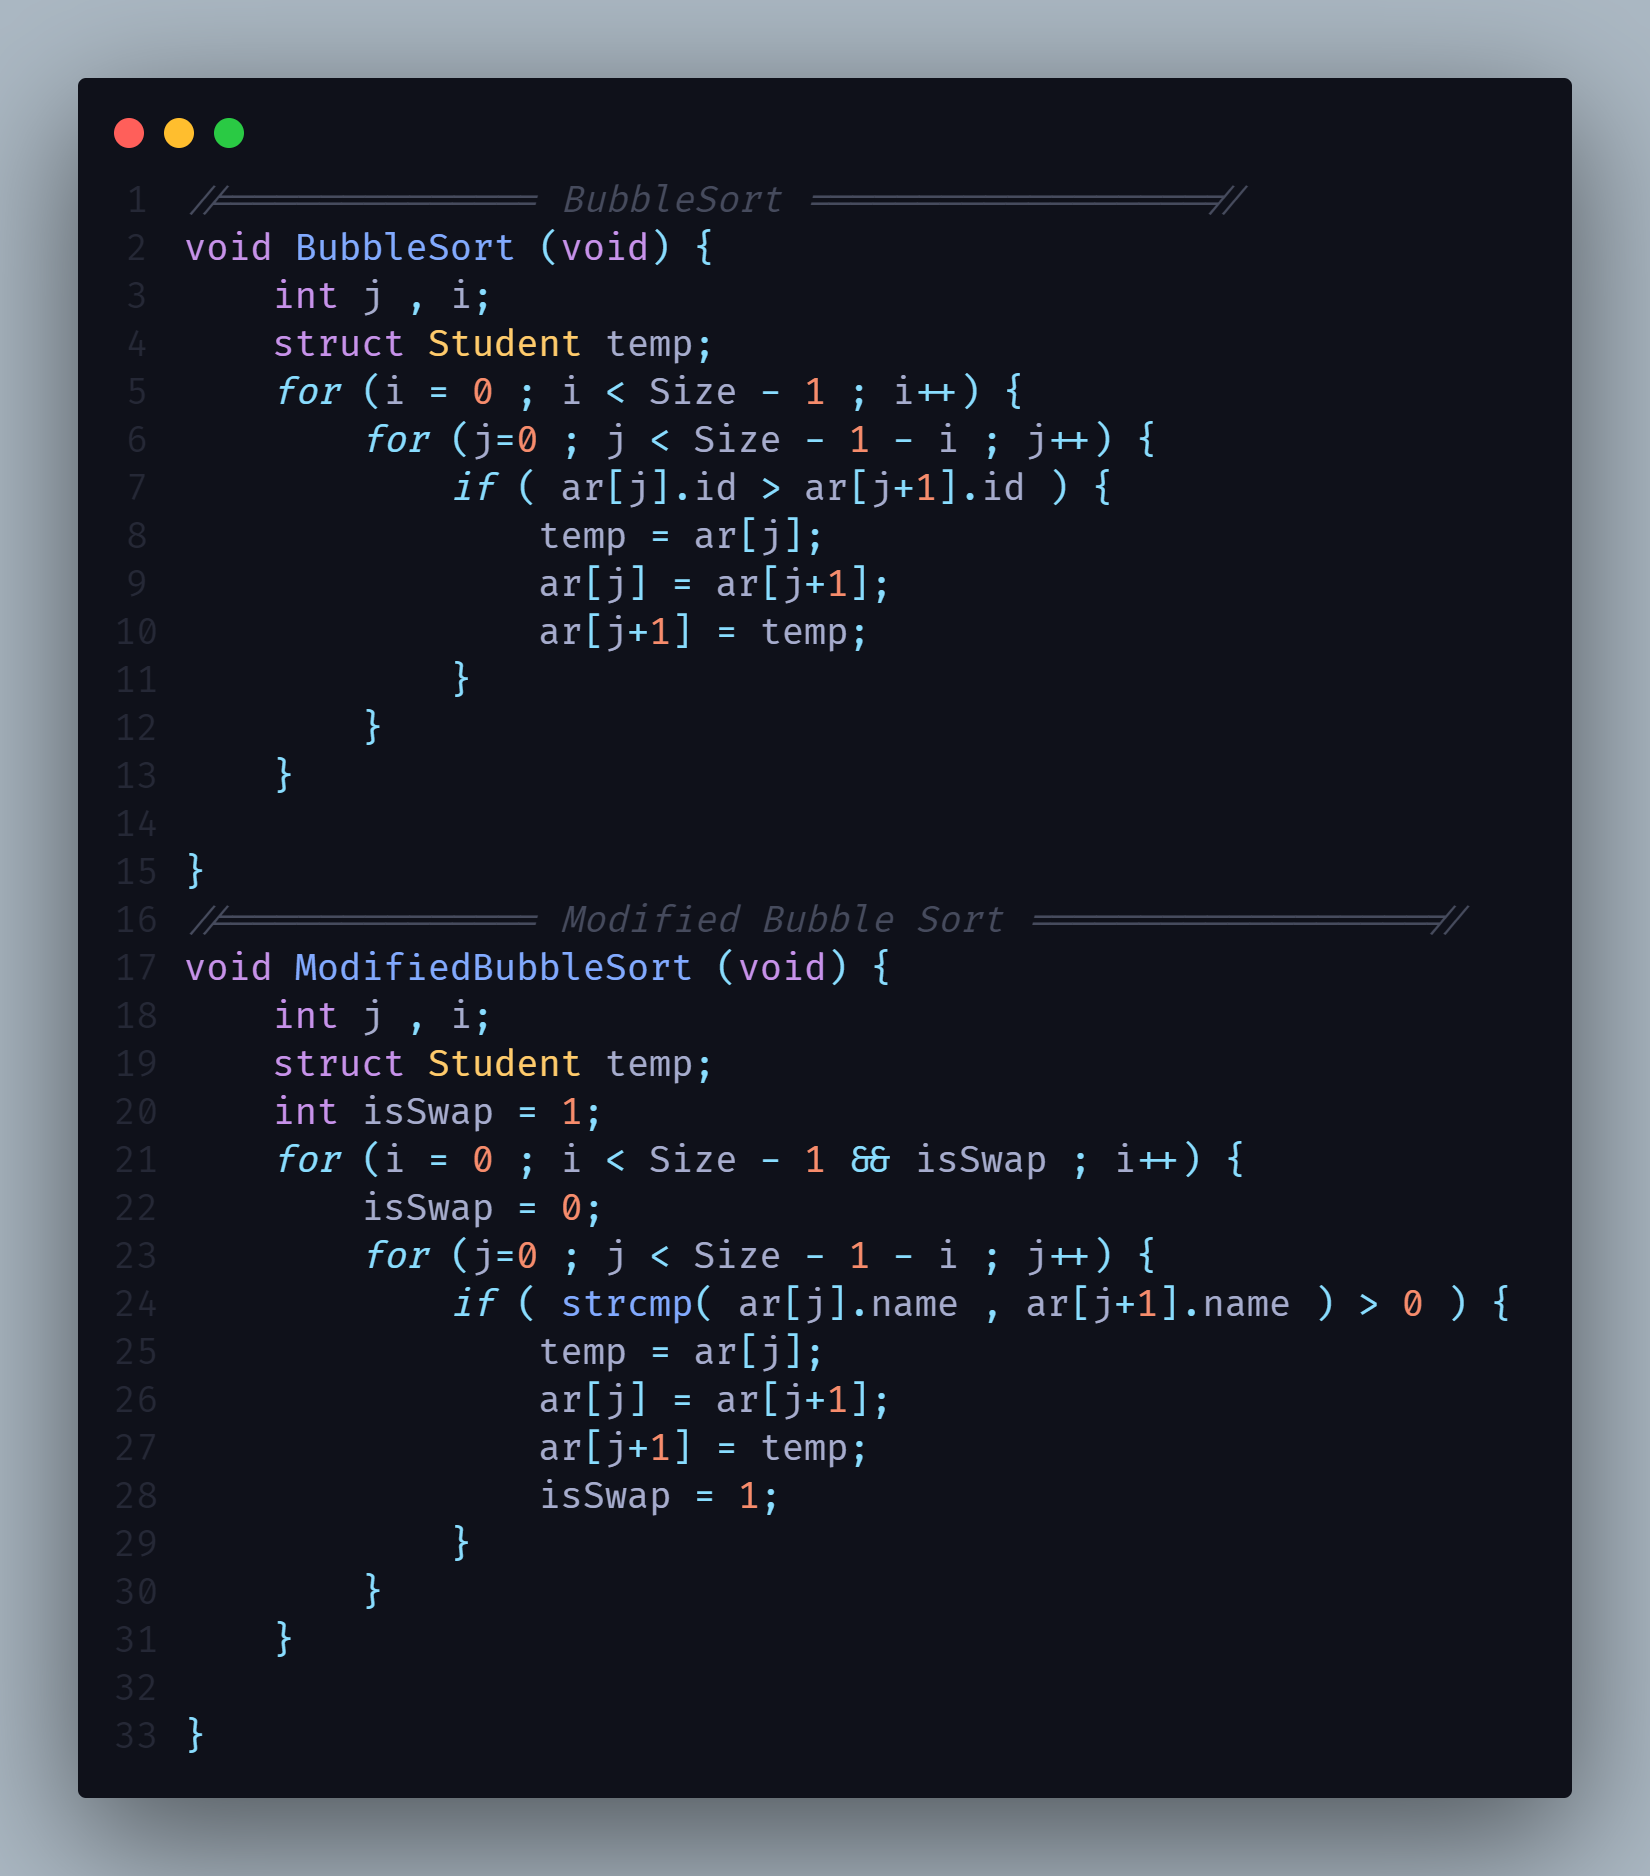 1 //=============== BubbleSort ===================//
2 void BubbleSort (void) {
3     int j , i;
4     struct Student temp;
5     for (i = 0 ; i < Size - 1 ; i++) {
6         for (j=0 ; j < Size - 1 - i ; j++) {
7             if ( ar[j].id > ar[j+1].id ) {
8                 temp = ar[j];
9                 ar[j] = ar[j+1];
10                 ar[j+1] = temp;
11             }
12         }
13     }
14
15 }
16 //=============== Modified Bubble Sort ===================//
17 void ModifiedBubbleSort (void) {
18     int j , i;
19     struct Student temp;
20     int isSwap = 1;
21     for (i = 0 ; i < Size - 1 && isSwap ; i++) {
22         isSwap = 0;
23         for (j=0 ; j < Size - 1 - i ; j++) {
24             if ( strcmp( ar[j].name , ar[j+1].name ) > 0 ) {
25                 temp = ar[j];
26                 ar[j] = ar[j+1];
27                 ar[j+1] = temp;
28                 isSwap = 1;
29             }
30         }
31     }
32
33 }